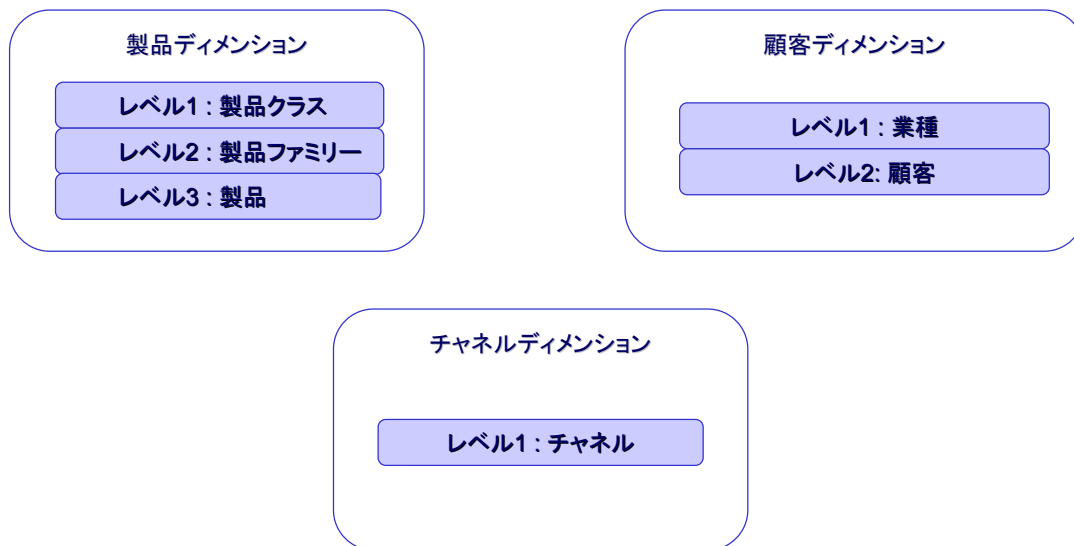 製品ディメンション
レベル1 : 製品クラス
レベル2 : 製品ファミリー
レベル3 : 製品
顧客ディメンション
レベル1 : 業種
レベル2: 顧客
チャネルディメンション
レベル1 : チャネル